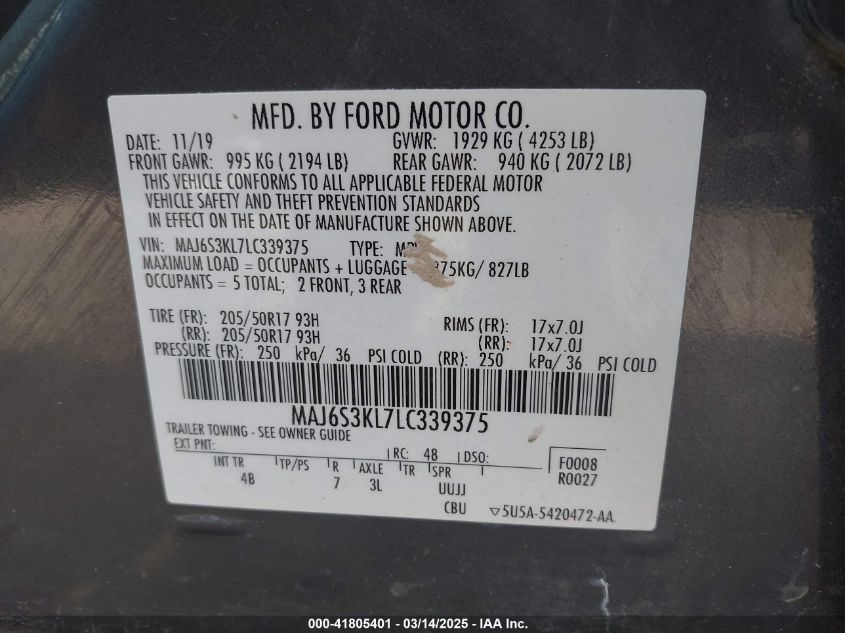 MFD. BY FORD MOTOR CO.
DATE: 11/19 GVWR: 1929 KG ( 4253 LB)
FRONT GAWR: 995 KG ( 2194 LB) REAR GAWR: 940 KG ( 2072 LB)
THIS VEHICLE CONFORMS TO ALL APPLICABLE FEDERAL MOTOR
VEHICLE SAFETY AND THEFT PREVENTION STANDARDS
IN EFFECT ON THE DATE OF MANUFACTURE SHOWN ABOVE.
VIN: MAJ6S3KL7LC339375 TYPE:
MAXIMUM LOAD = OCCUPANTS + LUGGAGE 375KG/ 827LB
OCCUPANTS = 5 TOTAL; 2 FRONT, 3 REAR
TIRE (FR): 205/50R17 93H RIMS (FR): 17x7.0J
(RR): 205/50R17 93H (RR): 17x7.0J
PRESSURE (FR): 250 kPa/ 36 PSI COLD (RR): 250 kPa/ 36 PSI COLD
MAJ6S3KL7LC339375
TRAILER TOWING - SEE OWNER GUIDE
EXT PNT: RC: 48 DSO: F0008
INT TR TP/PS R AXLE TR SPR R0027
4B 7 3L UUJJ
CBU ▽5U5A-5420472-AA
000-41805401 - 03/14/2025 - IAA Inc.